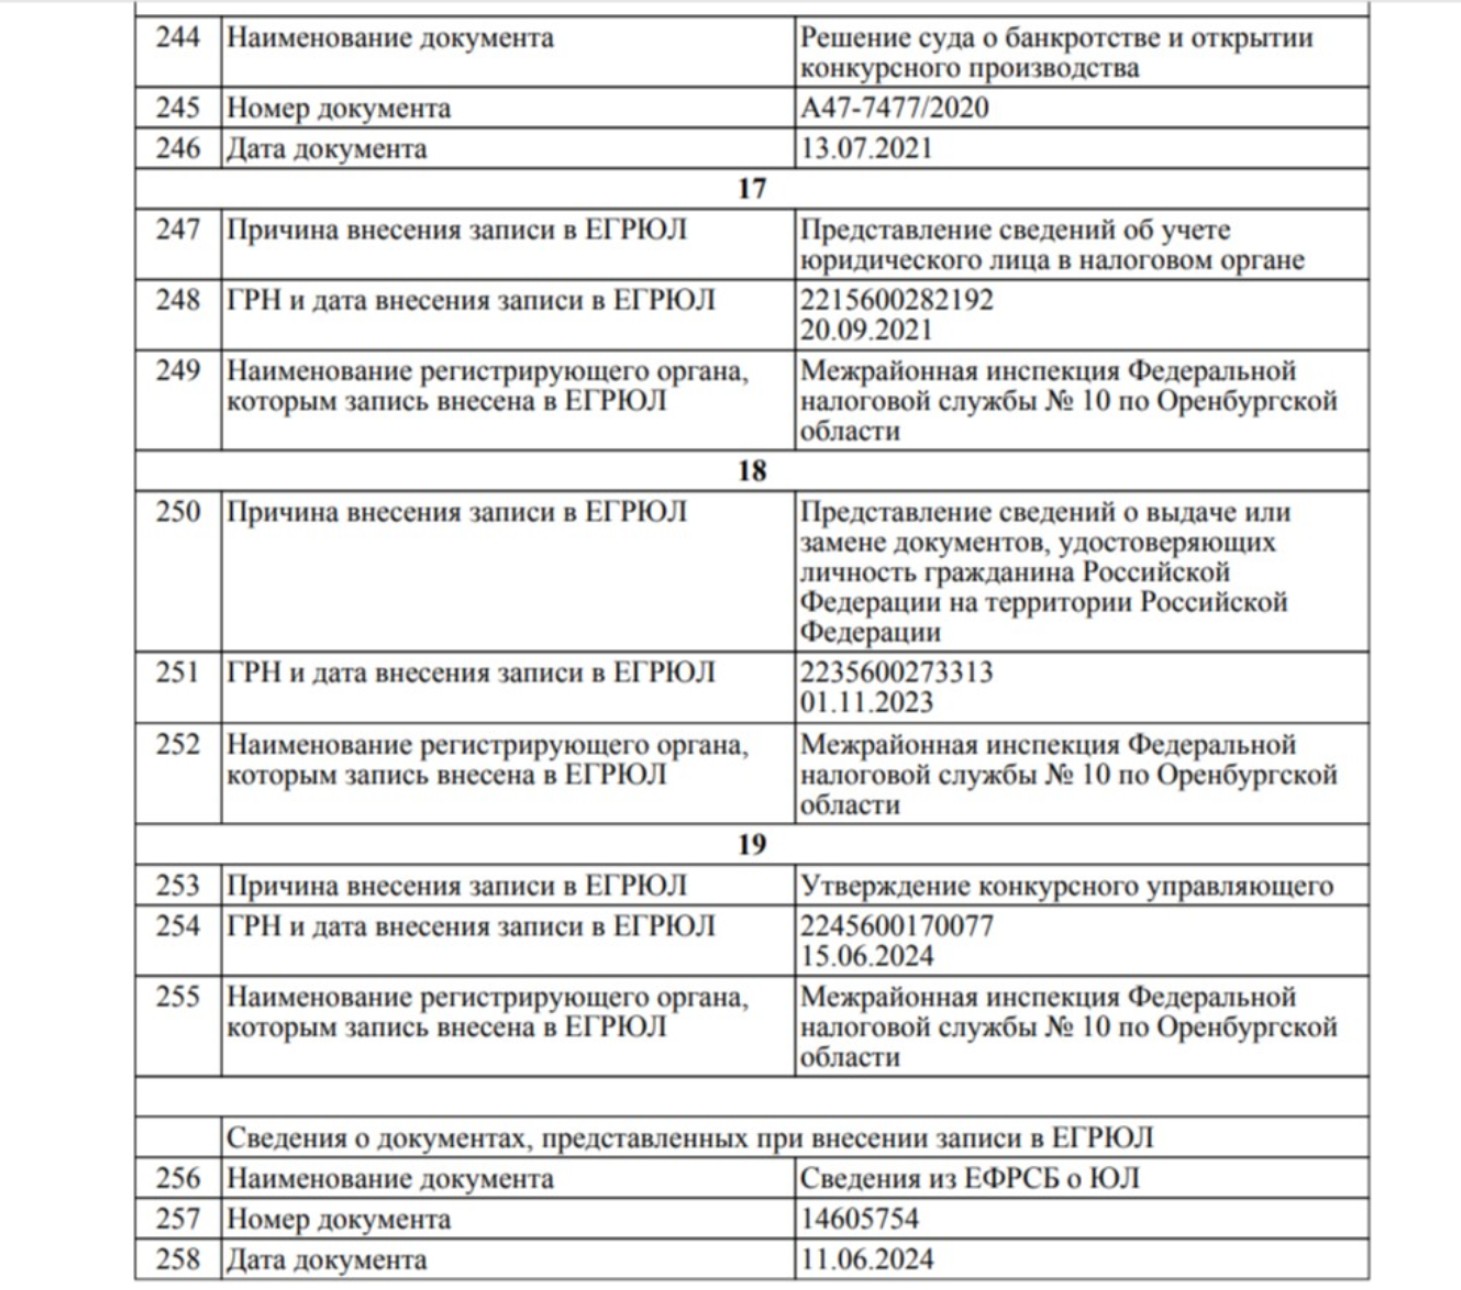 244 Наименование документа Решение суда о банкротстве и открытии
конкурсного производства
245 Номер документа А47-7477/2020
246 Дата документа 13.07.2021
17
247 Причина внесения записи в ЕГРЮЛ Представление сведений об учете
юридического лица в налоговом органе
248 ГРН и дата внесения записи в ЕГРЮЛ 2215600282192
20.09.2021
249 Наименование регистрирующего органа, Межрайонная инспекция Федеральной
которым запись внесена в ЕГРЮЛ налоговой службы № 10 по Оренбургской
области
18
250 Причина внесения записи в ЕГРЮЛ Представление сведений о выдаче или
замене документов, удостоверяющих
личность гражданина Российской
Федерации на территории Российской
Федерации
251 ГРН и дата внесения записи в ЕГРЮЛ 2235600273313
01.11.2023
252 Наименование регистрирующего органа, Межрайонная инспекция Федеральной
которым запись внесена в ЕГРЮЛ налоговой службы № 10 по Оренбургской
области
19
253 Причина внесения записи в ЕГРЮЛ Утверждение конкурсного управляющего
254 ГРН и дата внесения записи в ЕГРЮЛ 2245600170077
15.06.2024
255 Наименование регистрирующего органа, Межрайонная инспекция Федеральной
которым запись внесена в ЕГРЮЛ налоговой службы № 10 по Оренбургской
области
Сведения о документах, представленных при внесении записи в ЕГРЮЛ
256 Наименование документа Сведения из ЕФРСБ о ЮЛ
257 Номер документа 14605754
258 Дата документа 11.06.2024